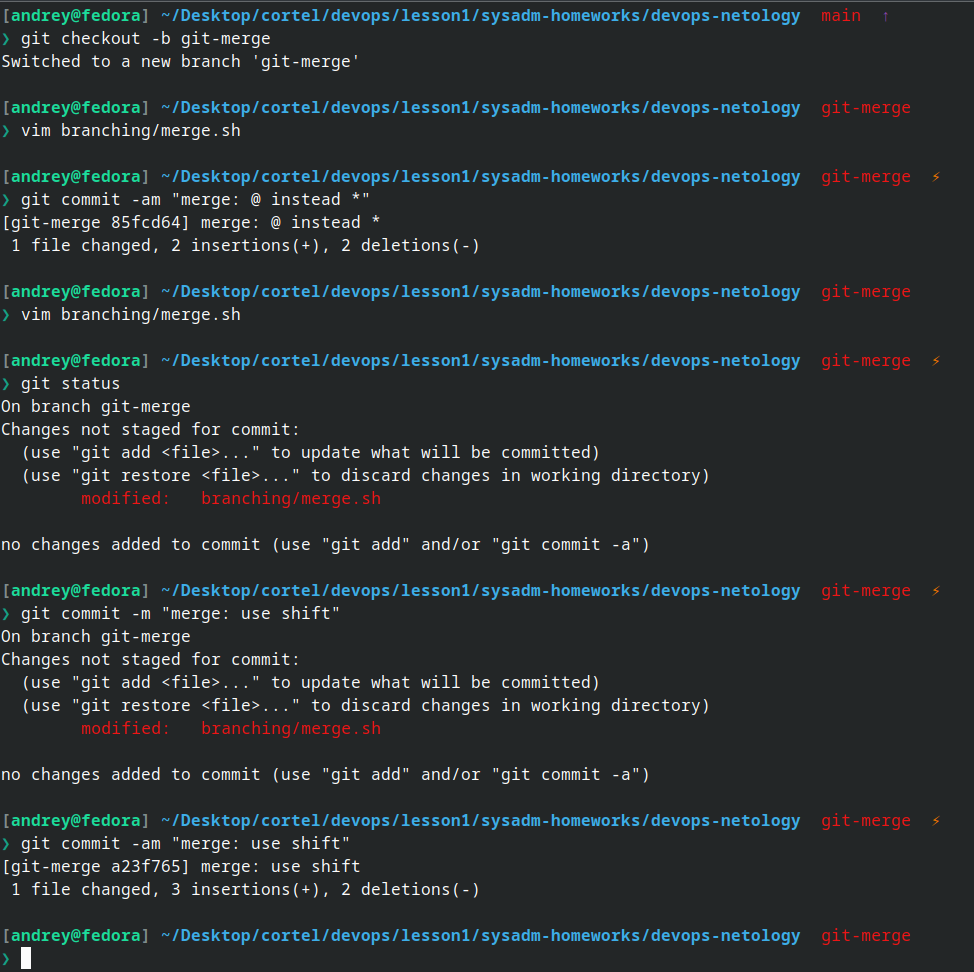 [andrey@fedora] ~/Desktop/cortel/devops/lesson1/sysadm-homeworks/devops-netology  main  ↑
❯ git checkout -b git-merge
Switched to a new branch 'git-merge'

[andrey@fedora] ~/Desktop/cortel/devops/lesson1/sysadm-homeworks/devops-netology  git-merge
❯ vim branching/merge.sh

[andrey@fedora] ~/Desktop/cortel/devops/lesson1/sysadm-homeworks/devops-netology  git-merge  ⚡
❯ git commit -am "merge: @ instead *"
[git-merge 85fcd64] merge: @ instead *
 1 file changed, 2 insertions(+), 2 deletions(-)

[andrey@fedora] ~/Desktop/cortel/devops/lesson1/sysadm-homeworks/devops-netology  git-merge
❯ vim branching/merge.sh

[andrey@fedora] ~/Desktop/cortel/devops/lesson1/sysadm-homeworks/devops-netology  git-merge  ⚡
❯ git status
On branch git-merge
Changes not staged for commit:
  (use "git add <file>..." to update what will be committed)
  (use "git restore <file>..." to discard changes in working directory)
        modified:   branching/merge.sh

no changes added to commit (use "git add" and/or "git commit -a")

[andrey@fedora] ~/Desktop/cortel/devops/lesson1/sysadm-homeworks/devops-netology  git-merge  ⚡
❯ git commit -m "merge: use shift"
On branch git-merge
Changes not staged for commit:
  (use "git add <file>..." to update what will be committed)
  (use "git restore <file>..." to discard changes in working directory)
        modified:   branching/merge.sh

no changes added to commit (use "git add" and/or "git commit -a")

[andrey@fedora] ~/Desktop/cortel/devops/lesson1/sysadm-homeworks/devops-netology  git-merge  ⚡
❯ git commit -am "merge: use shift"
[git-merge a23f765] merge: use shift
 1 file changed, 3 insertions(+), 2 deletions(-)

[andrey@fedora] ~/Desktop/cortel/devops/lesson1/sysadm-homeworks/devops-netology  git-merge
❯